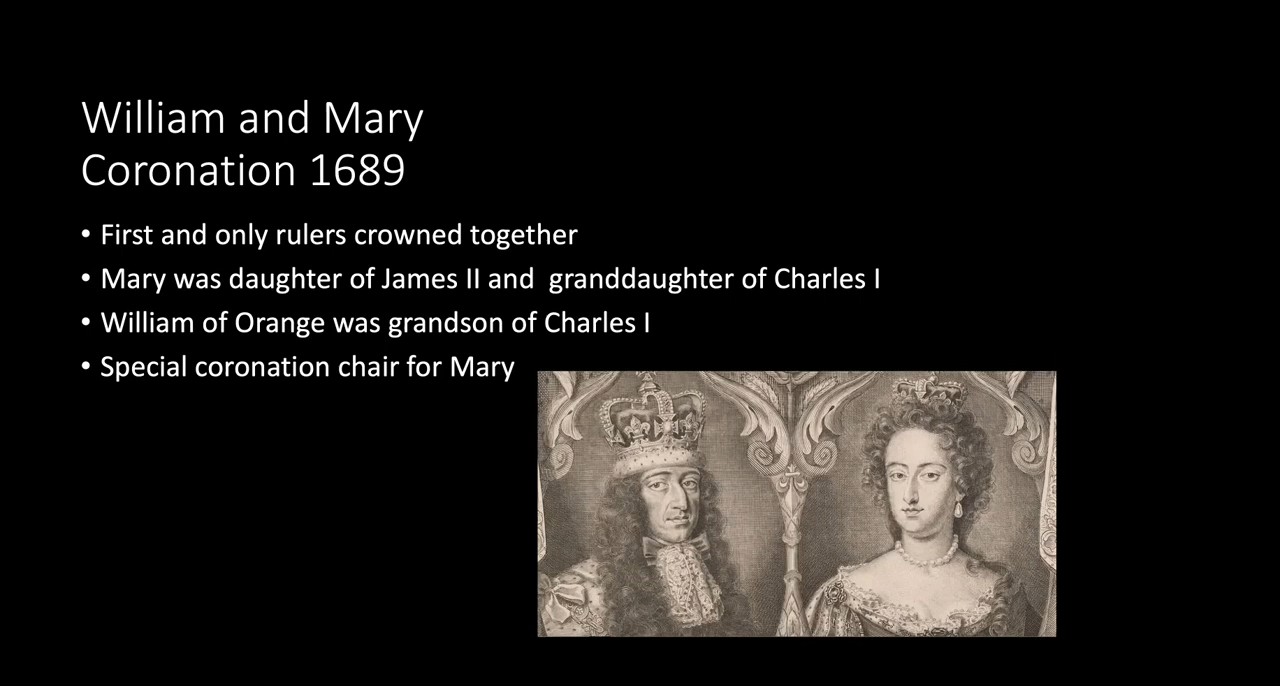 William and Mary
Coronation 1689
• First and only rulers crowned together
• Mary was daughter of James II and  granddaughter of Charles I
• William of Orange was grandson of Charles I
• Special coronation chair for Mary